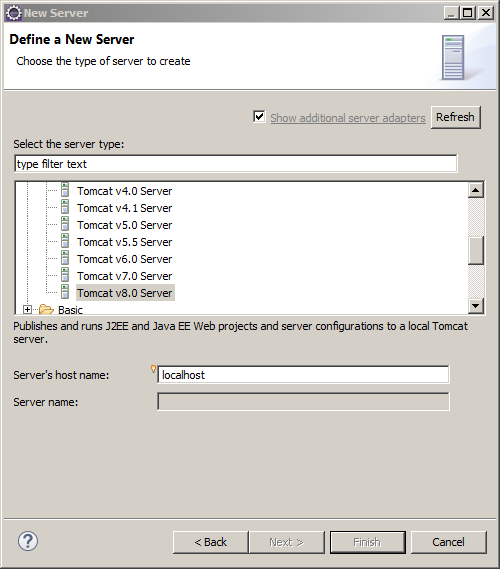 New Server
Define a New Server
Choose the type of server to create
Show additional server adapters Refresh
Select the server type:
type filter text
Tomcat v4.0 Server
Tomcat v4.1 Server
Tomcat v5.0 Server
Tomcat v5.5 Server
Tomcat v6.0 Server
Tomcat v7.0 Server
Tomcat v8.0 Server
Basic
Publishes and runs J2EE and Java EE Web projects and server configurations to a local Tomcat
server.
Server's host name: localhost
Server name:
? < Back Next > Finish Cancel